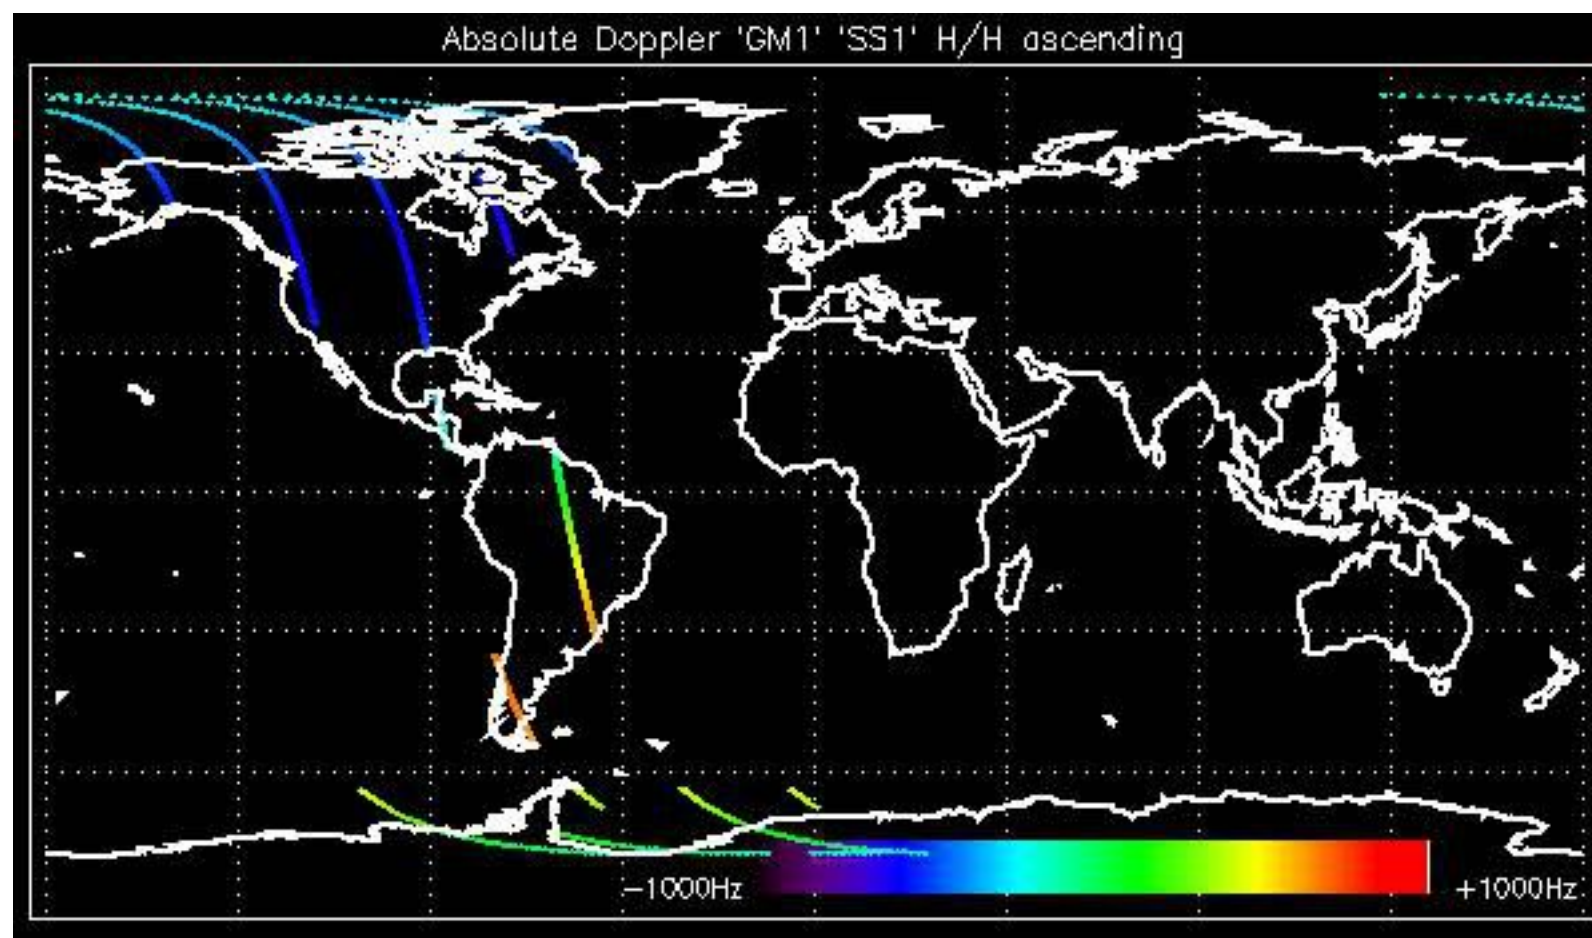 Absolute Doppler 'GM1' 'SS1' H/H ascending
-1000Hz
+1000Hz